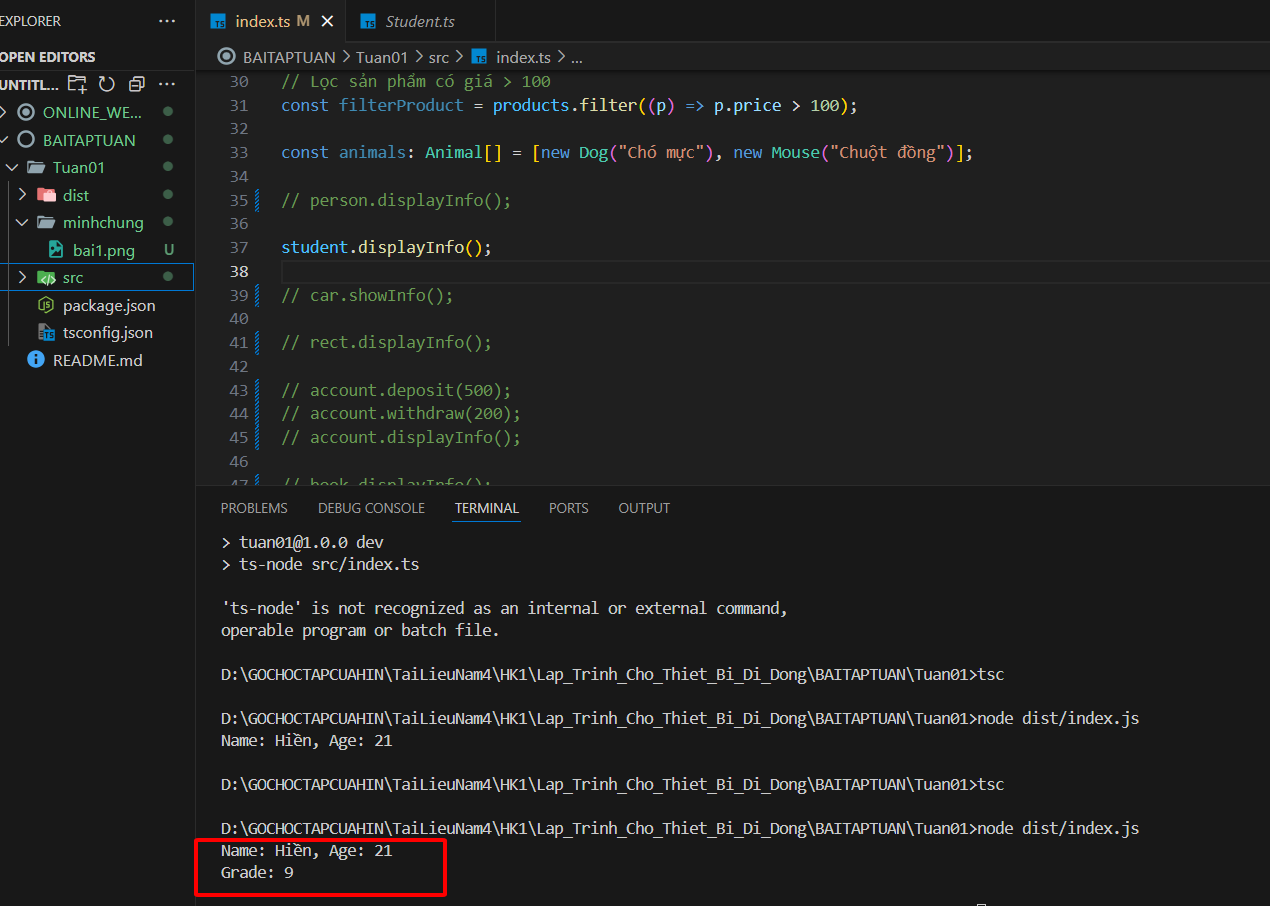 EXPLORER
···
OPEN EDITORS
UNTITL...
ONLINE_WE...
BAITAPTUAN
Tuan01
dist
minhchung
bai1.png U
src
package.json
tsconfig.json
README.md
TS index.ts M
TS Student.ts
BAITAPTUAN > Tuan01 > src > TS index.ts > ...
30 // Lọc sản phẩm có giá > 100
31 const filterProduct = products.filter((p) => p.price > 100);
32
33 const animals: Animal[] = [new Dog("Chó mực"), new Mouse("Chuột đồng")];
34
35 // person.displayInfo();
36
37 student.displayInfo();
38
39 // car.showInfo();
40
41 // rect.displayInfo();
42
43 // account.deposit(500);
44 // account.withdraw(200);
45 // account.displayInfo();
46
47 // book.displayInfo();
PROBLEMS DEBUG CONSOLE TERMINAL PORTS OUTPUT
> tuan01@1.0.0 dev
> ts-node src/index.ts
'ts-node' is not recognized as an internal or external command,
operable program or batch file.
D:\GOCHOCTAPCUAHIN\TaiLieuNam4\HK1\Lap_Trinh_Cho_Thiet_Bi_Di_Dong\BAITAPTUAN\Tuan01>tsc
D:\GOCHOCTAPCUAHIN\TaiLieuNam4\HK1\Lap_Trinh_Cho_Thiet_Bi_Di_Dong\BAITAPTUAN\Tuan01>node dist/index.js
Name: Hiền, Age: 21
D:\GOCHOCTAPCUAHIN\TaiLieuNam4\HK1\Lap_Trinh_Cho_Thiet_Bi_Di_Dong\BAITAPTUAN\Tuan01>tsc
D:\GOCHOCTAPCUAHIN\TaiLieuNam4\HK1\Lap_Trinh_Cho_Thiet_Bi_Di_Dong\BAITAPTUAN\Tuan01>node dist/index.js
Name: Hiền, Age: 21
Grade: 9